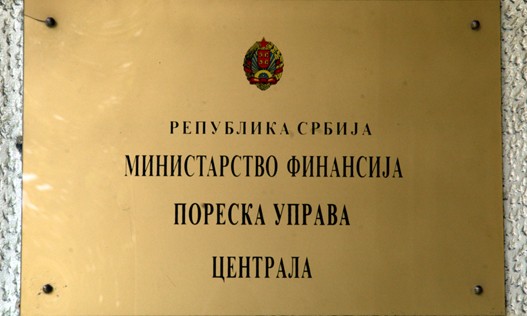 РЕПУБЛИКА СРБИЈА
МИНИСТАРСТВО ФИНАНСИЈА
ПОРЕСКА УПРАВА
ЦЕНТРАЛА